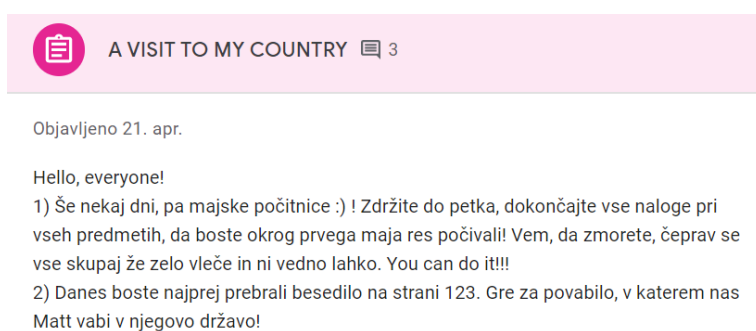 A VISIT TO MY COUNTRY 3
Objavljeno 21. apr.
Hello, everyone!
1) Še nekaj dni, pa majske počitnice :) ! Zdržite do petka, dokončajte vse naloge pri
vseh predmetih, da boste okrog prvega maja res počivali! Vem, da zmorete, čeprav se
vse skupaj že zelo vleče in ni vedno lahko. You can do it!!!
2) Danes boste najprej prebrali besedilo na strani 123. Gre za povabilo, v katerem nas
Matt vabi v njegovo državo!